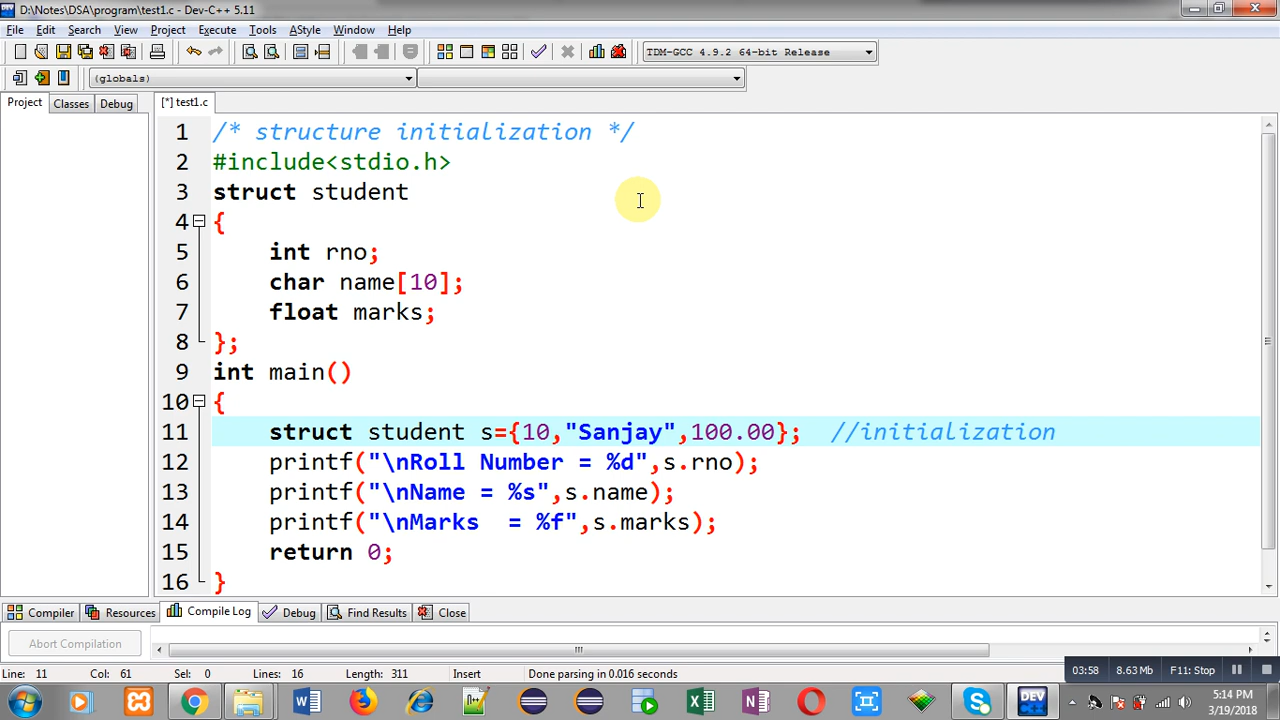 D:\Notes\DSA\program\test1.c - Dev-C++ 5.11
File Edit Search View Project Execute Tools AStyle Window Help
TDM-GCC 4.9.2 64-bit Release
(globals)
Project Classes Debug [*] test1.c
1 /* structure initialization */
2 #include<stdio.h>
3 struct student
4 {
5 int rno;
6 char name[10];
7 float marks;
8 };
9 int main()
10 {
11 struct student s={10,"Sanjay",100.00}; //initialization
12 printf("\nRoll Number = %d",s.rno);
13 printf("\nName = %s",s.name);
14 printf("\nMarks  = %f",s.marks);
15 return 0;
16 }
Compiler Resources Compile Log Debug Find Results Close
Abort Compilation
Line: 11 Col: 61 Sel: 0 Lines: 16 Length: 311 Insert Done parsing in 0.016 seconds
03:58 8.63 Mb F11: Stop
DEV
5:14 PM
3/19/2018